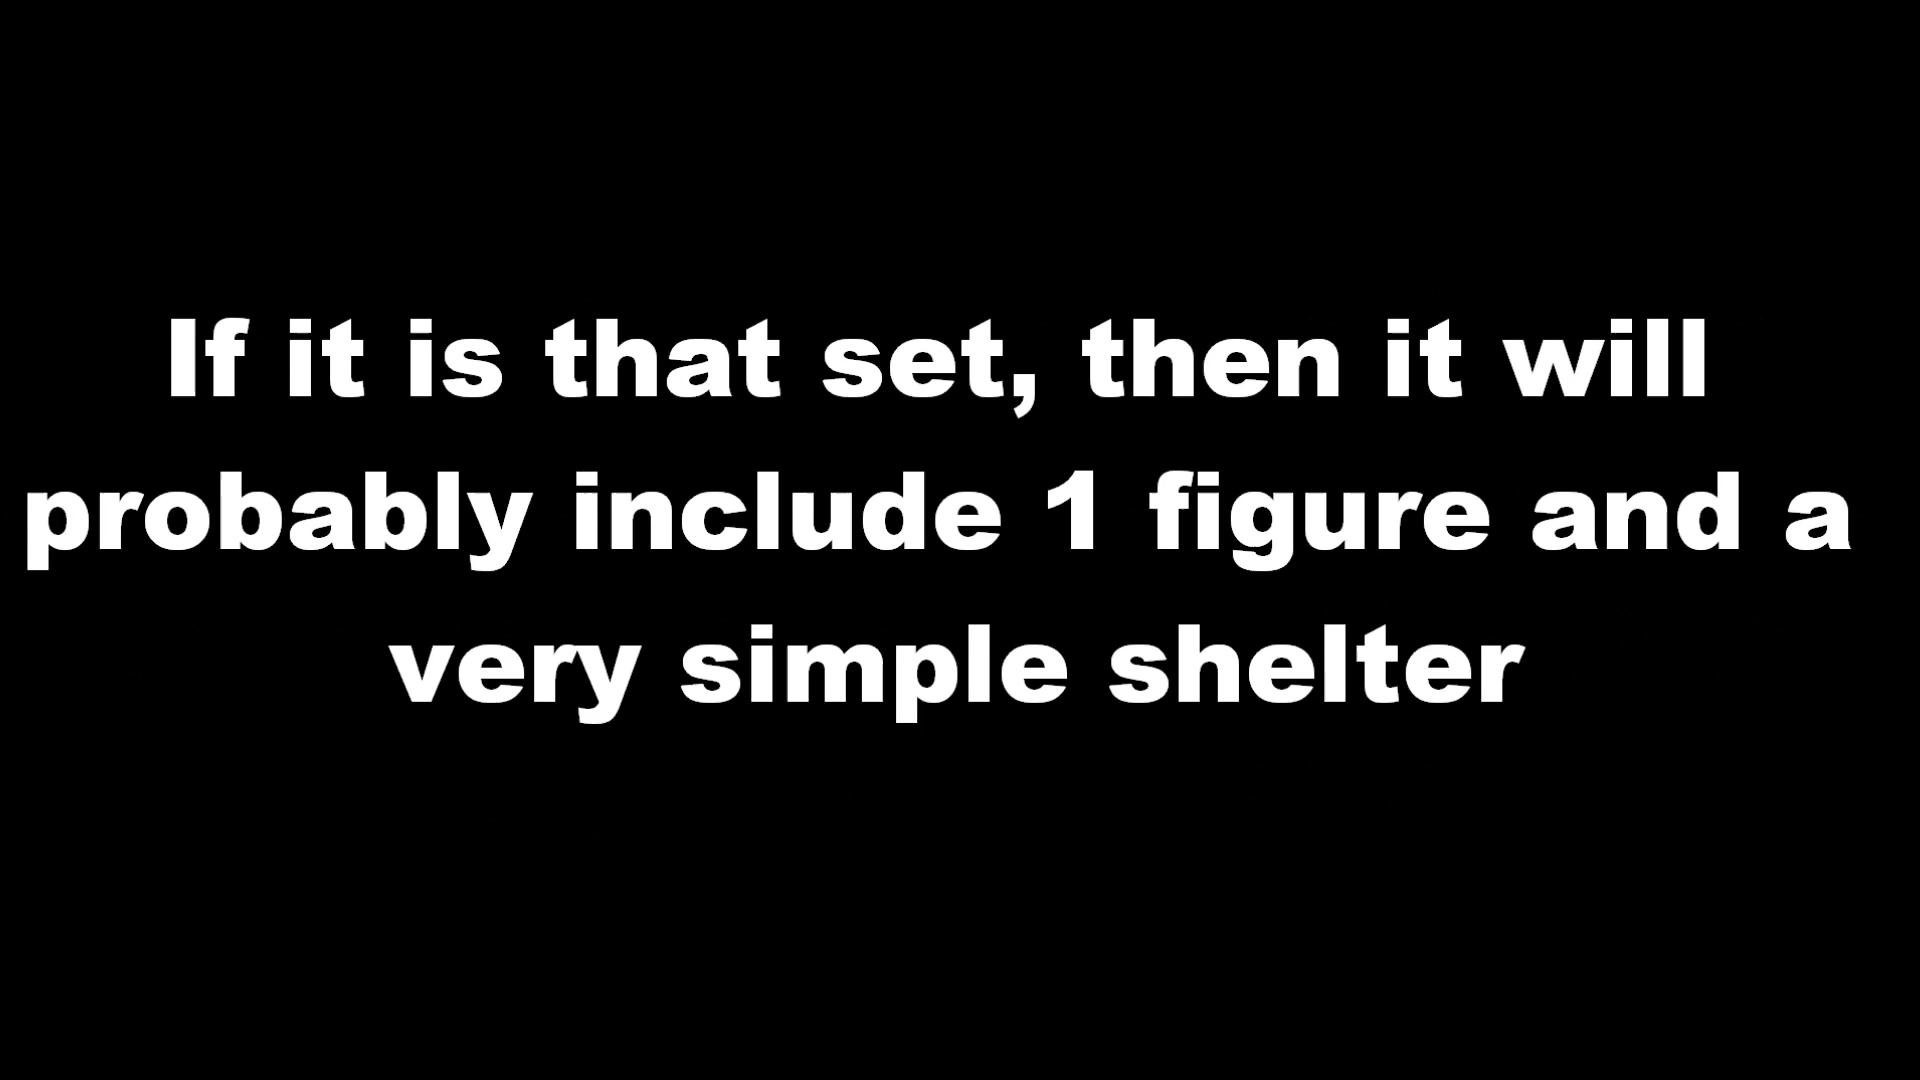 If it is that set, then it will
probably include 1 figure and a
very simple shelter